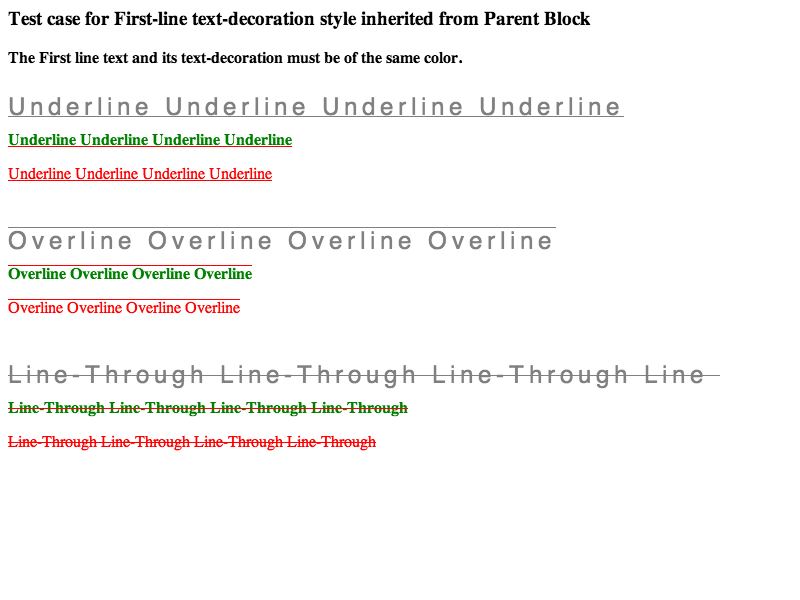 Test case for First-line text-decoration style inherited from Parent Block
The First line text and its text-decoration must be of the same color.
Underline Underline Underline Underline
Underline Underline Underline Underline
Underline Underline Underline Underline
Overline Overline Overline Overline
Overline Overline Overline Overline
Overline Overline Overline Overline
Line-Through Line-Through Line-Through Line
Line-Through Line-Through Line-Through Line-Through
Line-Through Line-Through Line-Through Line-Through